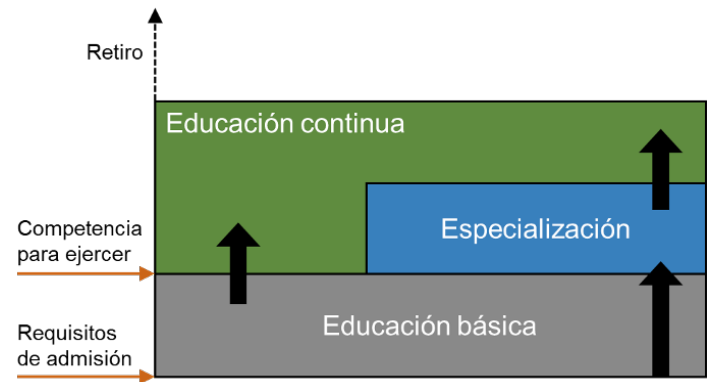 Retiro
Educación continua
Competencia
para ejercer
Especialización
Educación básica
Requisitos
de admisión